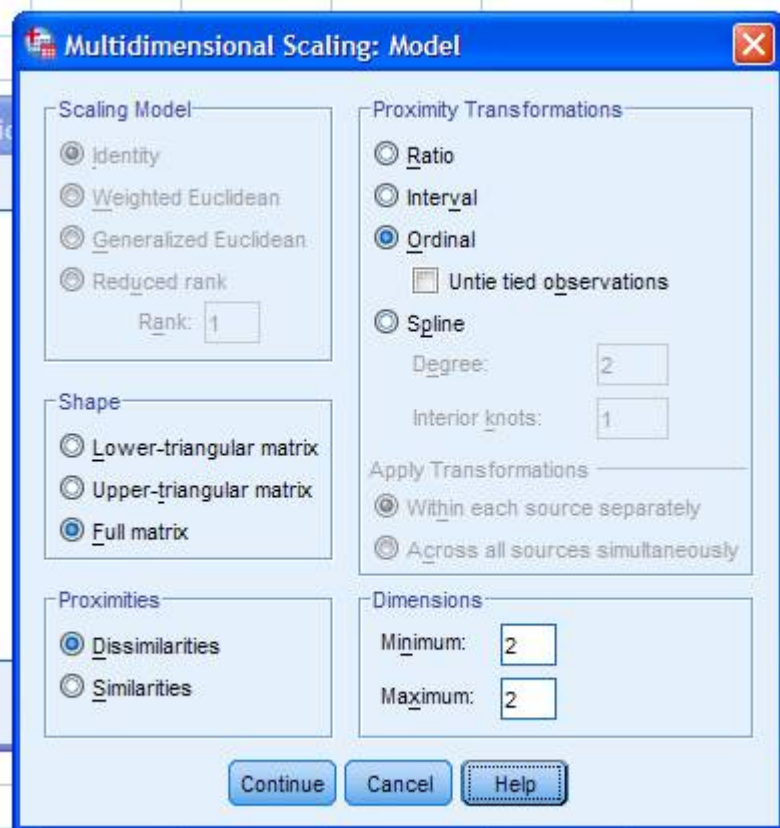 Multidimensional Scaling: Model
Scaling Model
Identity
Weighted Euclidean
Generalized Euclidean
Reduced rank
Rank: 1
Shape
Lower-triangular matrix
Upper-triangular matrix
Full matrix
Proximities
Dissimilarities
Similarities
Proximity Transformations
Ratio
Interval
Ordinal
Untie tied observations
Spline
Degree: 2
Interior knots: 1
Apply Transformations
Within each source separately
Across all sources simultaneously
Dimensions
Minimum: 2
Maximum: 2
Continue Cancel Help